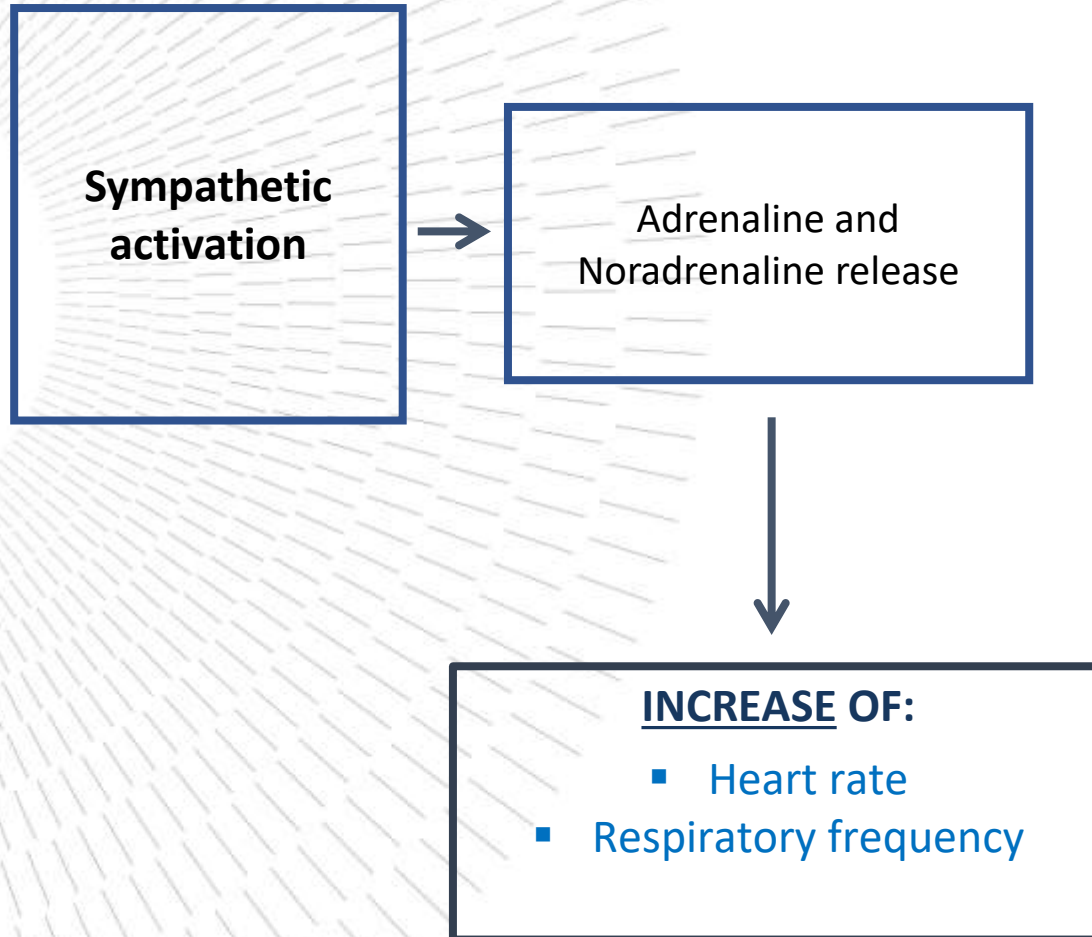 Sympathetic
activation
Adrenaline and
Noradrenaline release
INCREASE OF:
▪ Heart rate
▪ Respiratory frequency